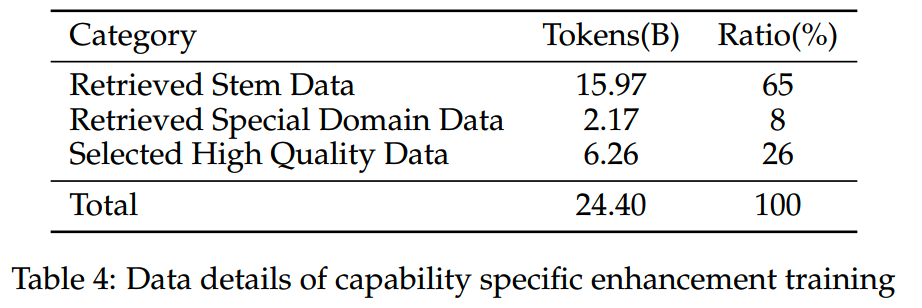 Category Tokens(B) Ratio(%)
Retrieved Stem Data 15.97 65
Retrieved Special Domain Data 2.17 8
Selected High Quality Data 6.26 26
Total 24.40 100
Table 4: Data details of capability specific enhancement training